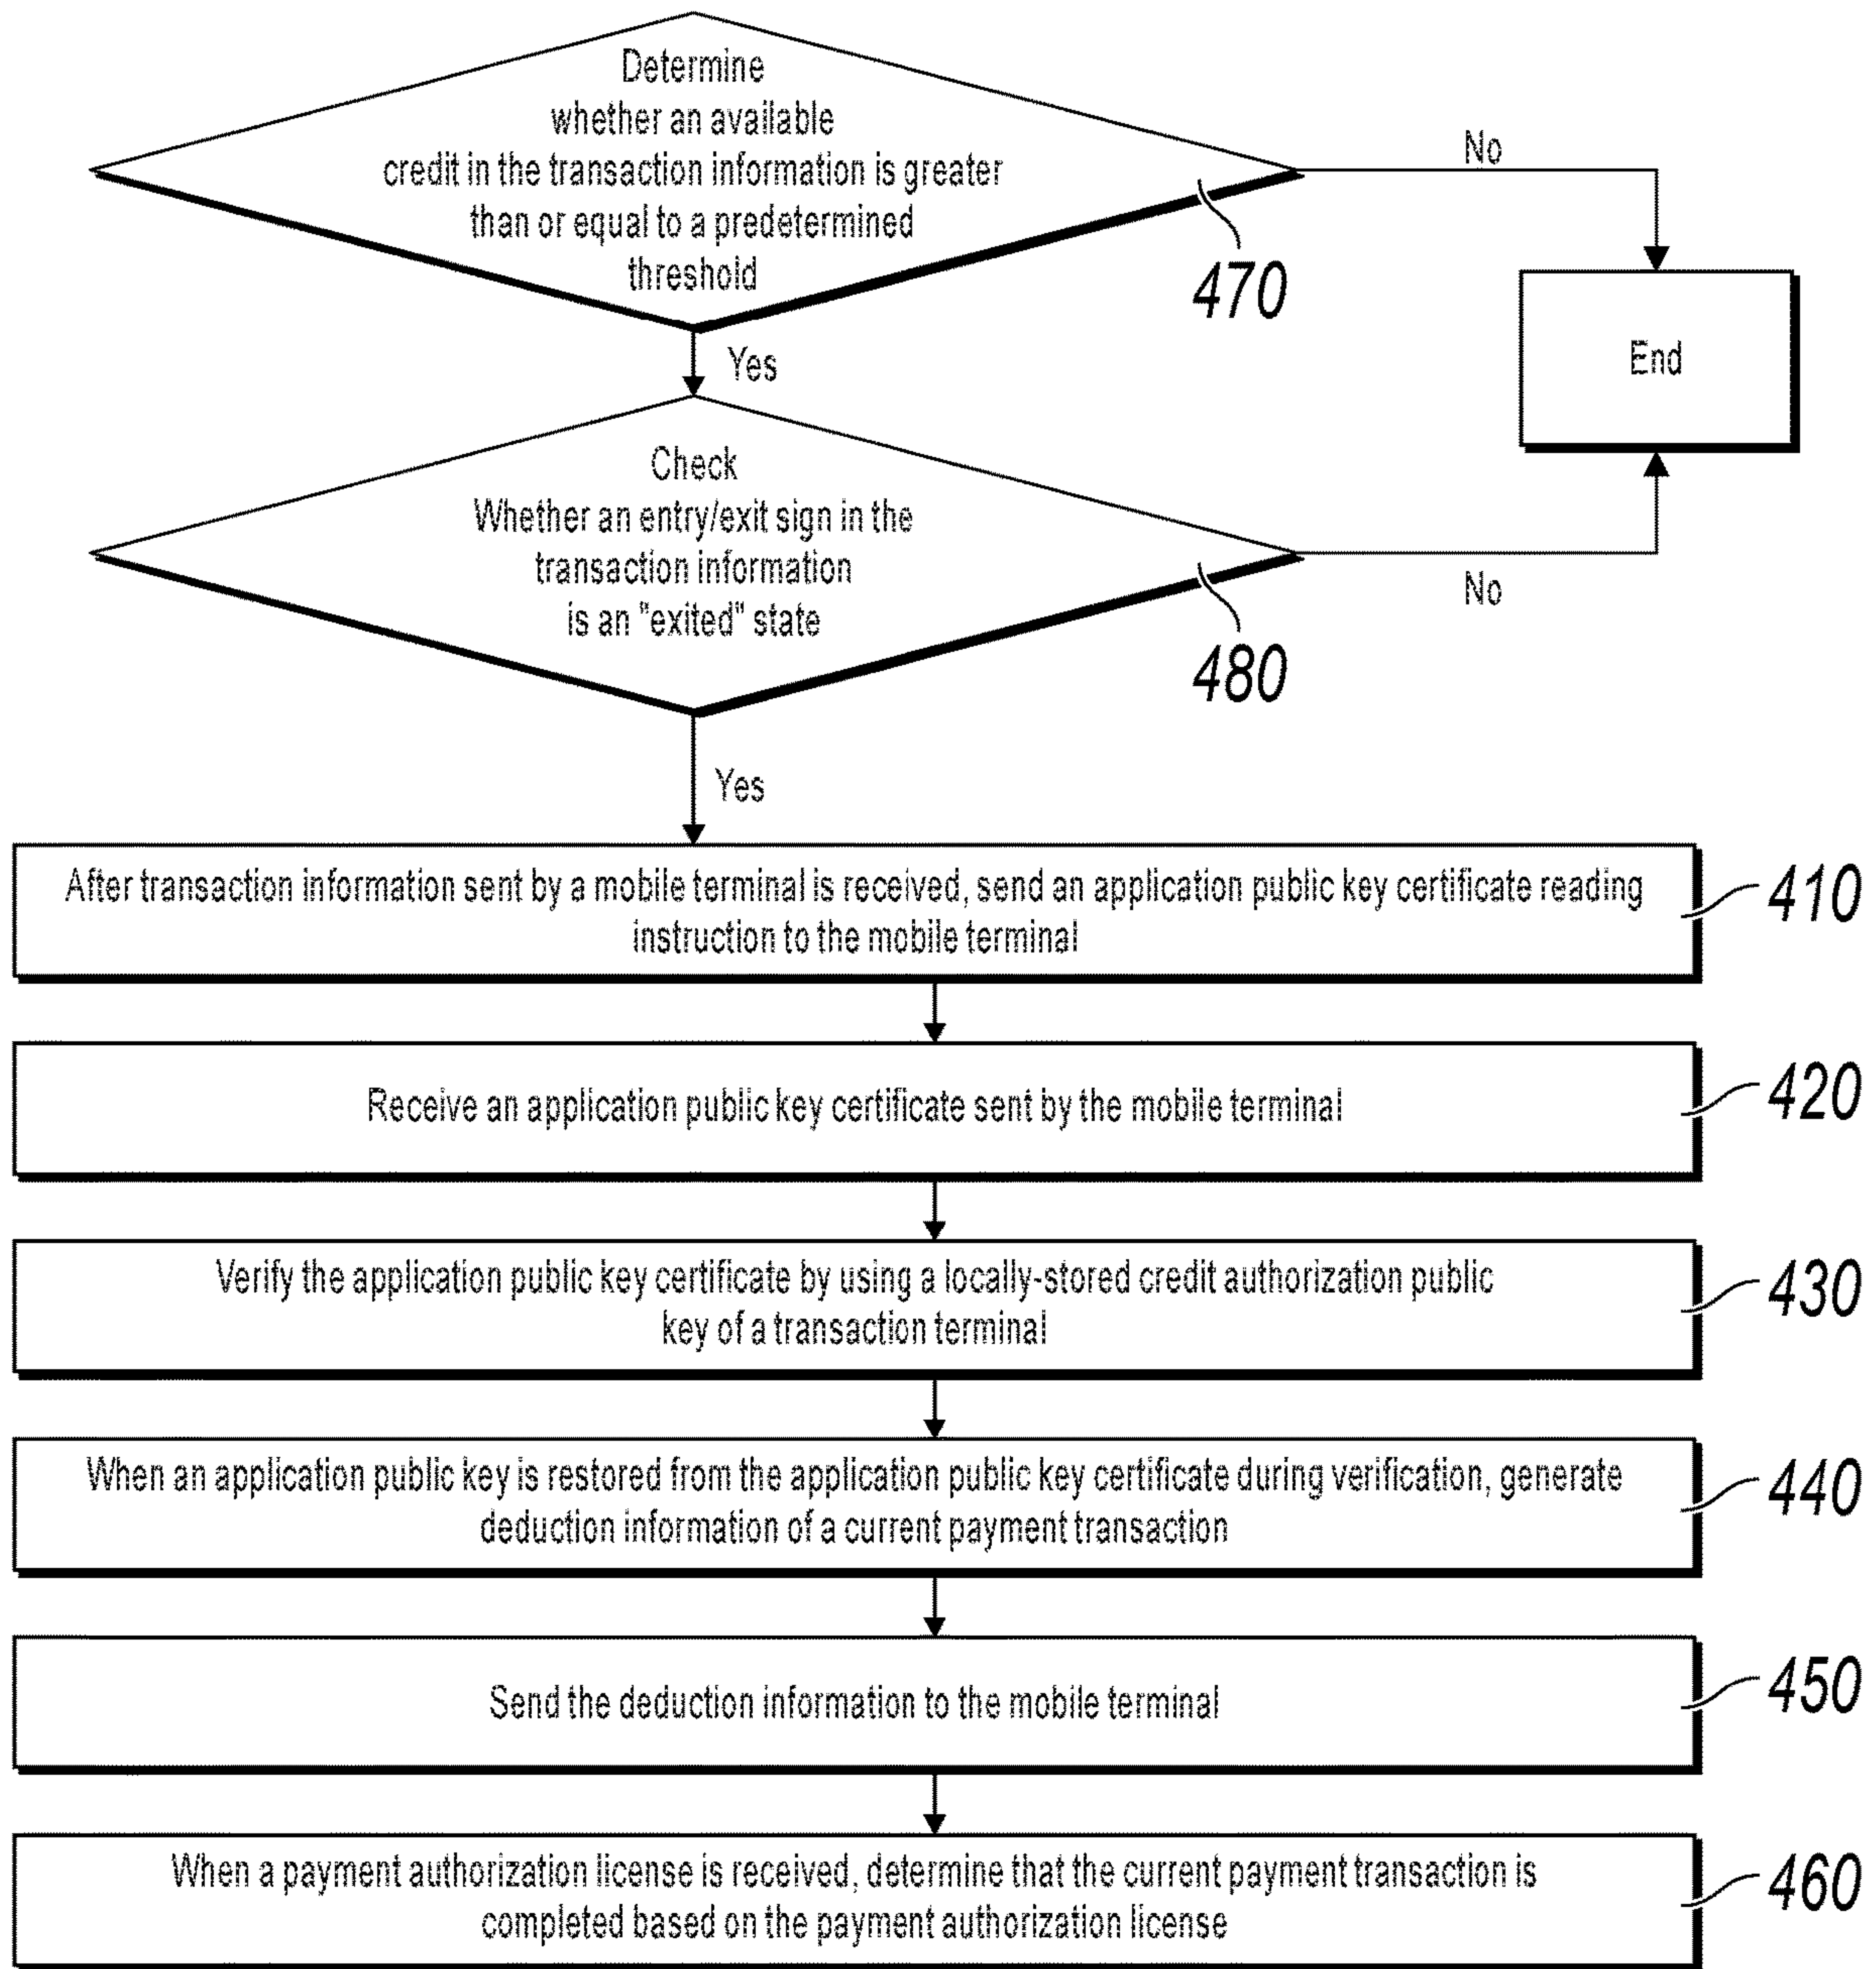 Determine
whether an available
credit in the transaction information is greater
than or equal to a predetermined
threshold
No
470
End
Yes
Check
Whether an entry/exit sign in the
transaction information
is an "exited" state
No
480
Yes
After transaction information sent by a mobile terminal is received, send an application public key certificate reading
instruction to the mobile terminal
410
Receive an application public key certificate sent by the mobile terminal
420
Verify the application public key certificate by using a locally-stored credit authorization public
key of a transaction terminal
430
When an application public key is restored from the application public key certificate during verification, generate
deduction information of a current payment transaction
440
Send the deduction information to the mobile terminal
450
When a payment authorization license is received, determine that the current payment transaction is
completed based on the payment authorization license
460